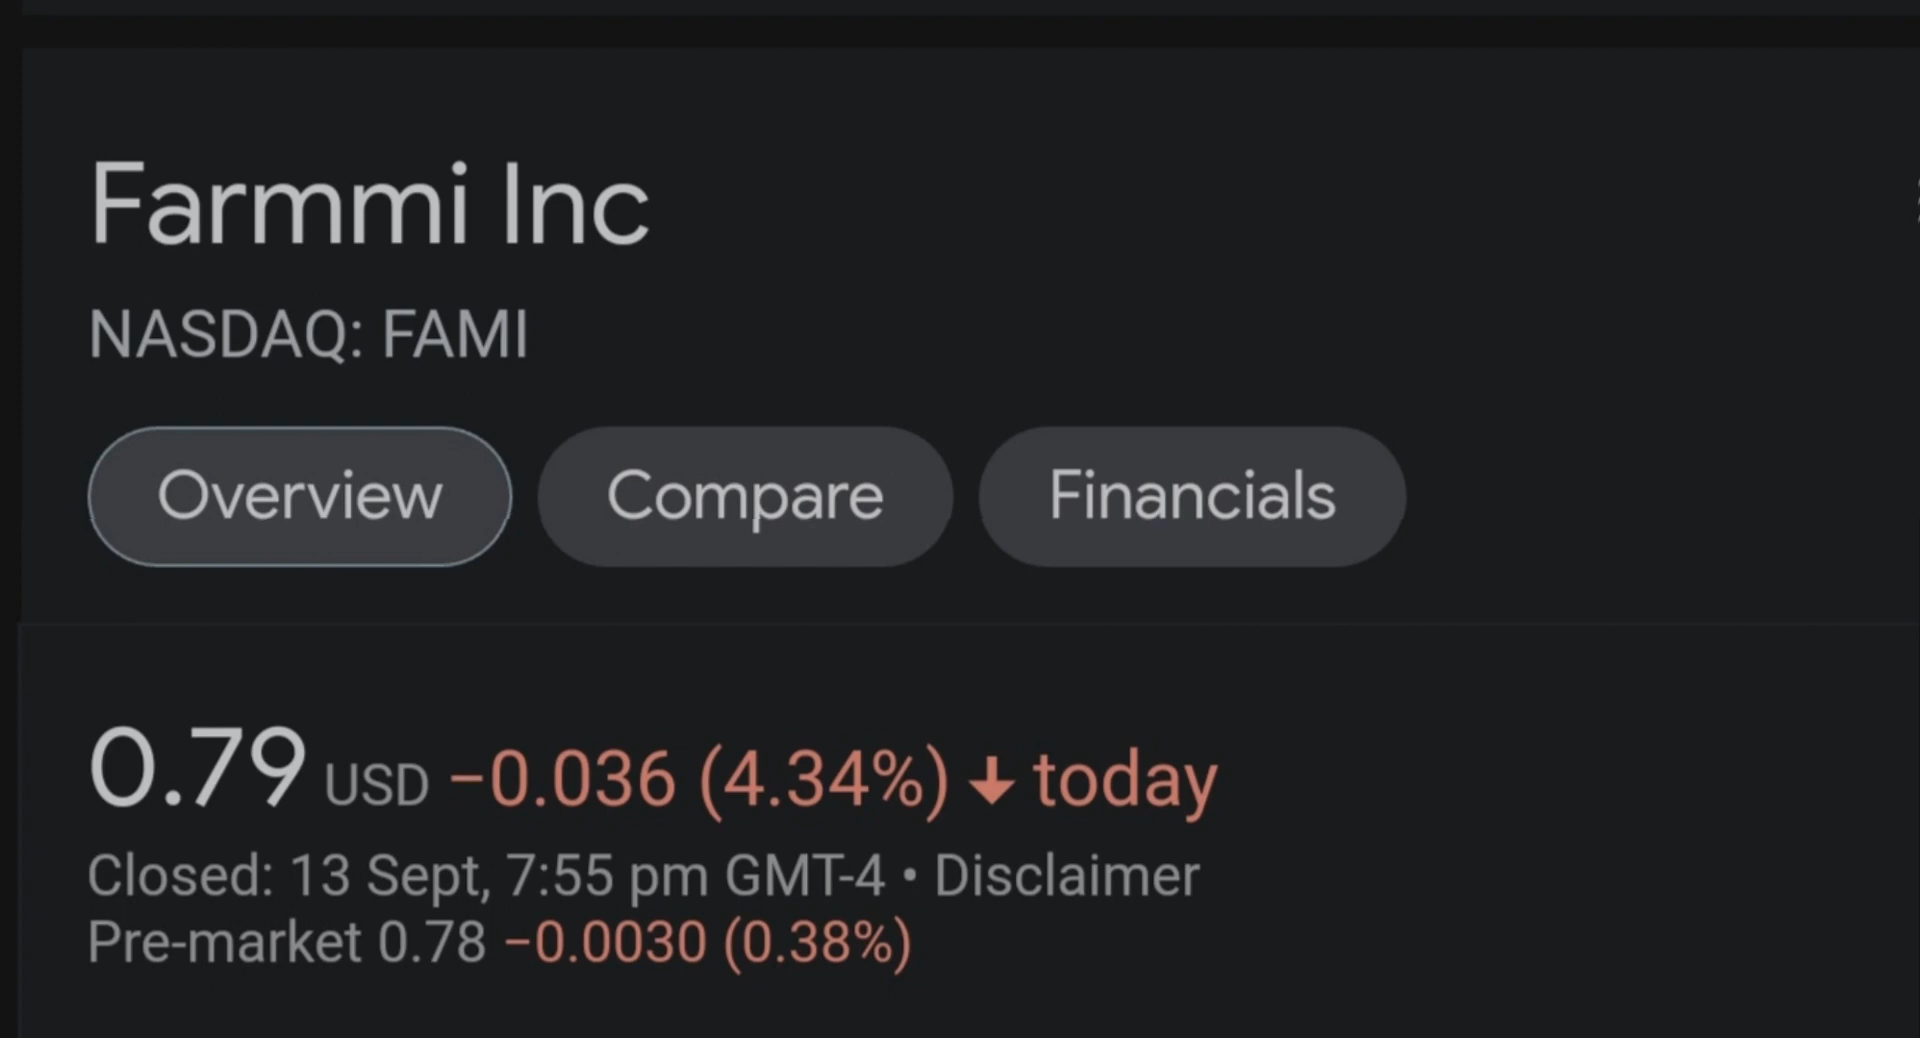 Farmmi Inc
NASDAQ: FAMI
Overview Compare Financials
0.79 USD −0.036 (4.34%) ↓ today
Closed: 13 Sept, 7:55 pm GMT-4 • Disclaimer
Pre-market 0.78 −0.0030 (0.38%)